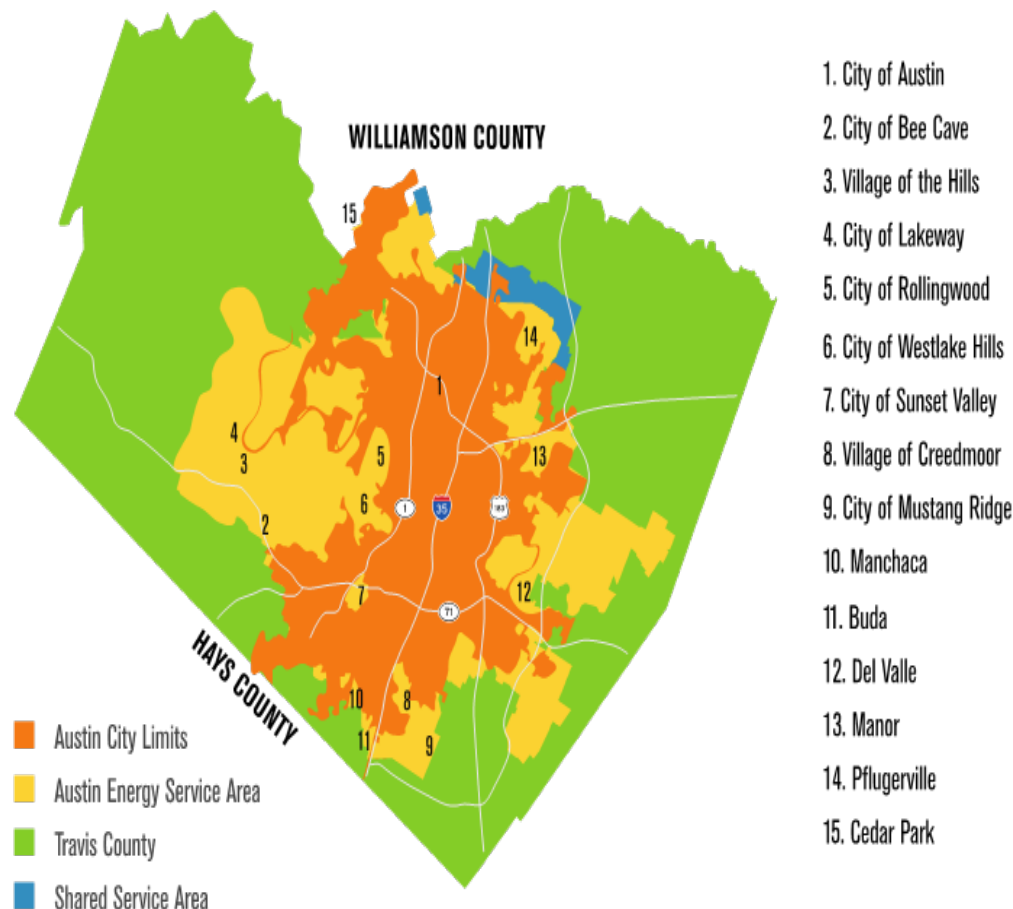 WILLIAMSON COUNTY
15
14
1
4
3
5
13
6
1
35
183
2
7
12
71
HAYS COUNTY
10
8
11
9
Austin City Limits
Austin Energy Service Area
Travis County
Shared Service Area
1. City of Austin
2. City of Bee Cave
3. Village of the Hills
4. City of Lakeway
5. City of Rollingwood
6. City of Westlake Hills
7. City of Sunset Valley
8. Village of Creedmoor
9. City of Mustang Ridge
10. Manchaca
11. Buda
12. Del Valle
13. Manor
14. Pflugerville
15. Cedar Park